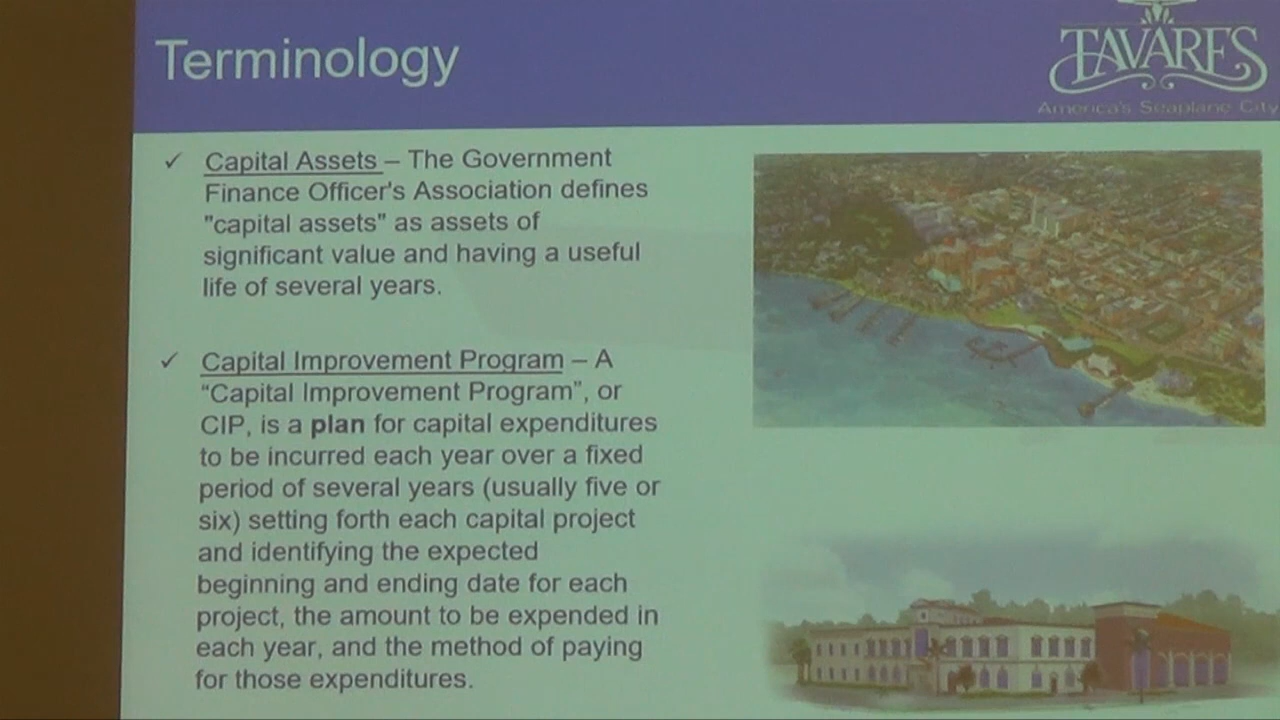 Terminology
TAVARES
America's Seaplane City
✓ Capital Assets – The Government
Finance Officer's Association defines
"capital assets" as assets of
significant value and having a useful
life of several years.
✓ Capital Improvement Program – A
“Capital Improvement Program”, or
CIP, is a plan for capital expenditures
to be incurred each year over a fixed
period of several years (usually five or
six) setting forth each capital project
and identifying the expected
beginning and ending date for each
project, the amount to be expended in
each year, and the method of paying
for those expenditures.